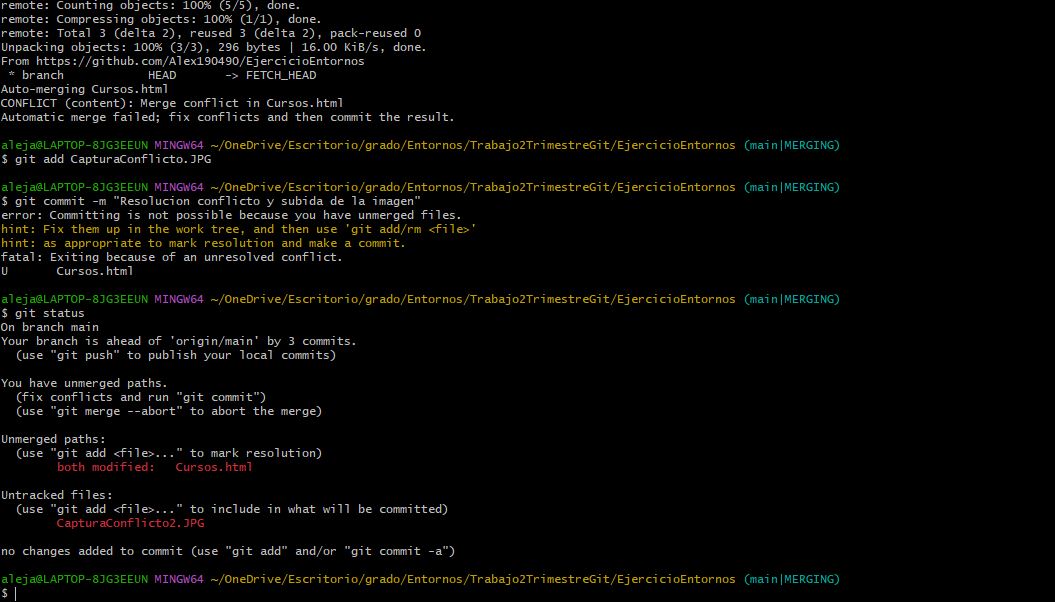 remote: Counting objects: 100% (5/5), done.
remote: Compressing objects: 100% (1/1), done.
remote: Total 3 (delta 2), reused 3 (delta 2), pack-reused 0
Unpacking objects: 100% (3/3), 296 bytes | 16.00 KiB/s, done.
From https://github.com/Alex190490/EjercicioEntornos
 * branch            HEAD       -> FETCH_HEAD
Auto-merging Cursos.html
CONFLICT (content): Merge conflict in Cursos.html
Automatic merge failed; fix conflicts and then commit the result.

aleja@LAPTOP-8JG3EEUN MINGW64 ~/OneDrive/Escritorio/grado/Entornos/Trabajo2TrimestreGit/EjercicioEntornos (main|MERGING)
$ git add CapturaConflicto.JPG

aleja@LAPTOP-8JG3EEUN MINGW64 ~/OneDrive/Escritorio/grado/Entornos/Trabajo2TrimestreGit/EjercicioEntornos (main|MERGING)
$ git commit -m "Resolucion conflicto y subida de la imagen"
error: Committing is not possible because you have unmerged files.
hint: Fix them up in the work tree, and then use 'git add/rm <file>'
hint: as appropriate to mark resolution and make a commit.
fatal: Exiting because of an unresolved conflict.
U       Cursos.html

aleja@LAPTOP-8JG3EEUN MINGW64 ~/OneDrive/Escritorio/grado/Entornos/Trabajo2TrimestreGit/EjercicioEntornos (main|MERGING)
$ git status
On branch main
Your branch is ahead of 'origin/main' by 3 commits.
  (use "git push" to publish your local commits)

You have unmerged paths.
  (fix conflicts and run "git commit")
  (use "git merge --abort" to abort the merge)

Unmerged paths:
  (use "git add <file>..." to mark resolution)
        both modified:   Cursos.html

Untracked files:
  (use "git add <file>..." to include in what will be committed)
        CapturaConflicto2.JPG

no changes added to commit (use "git add" and/or "git commit -a")

aleja@LAPTOP-8JG3EEUN MINGW64 ~/OneDrive/Escritorio/grado/Entornos/Trabajo2TrimestreGit/EjercicioEntornos (main|MERGING)
$